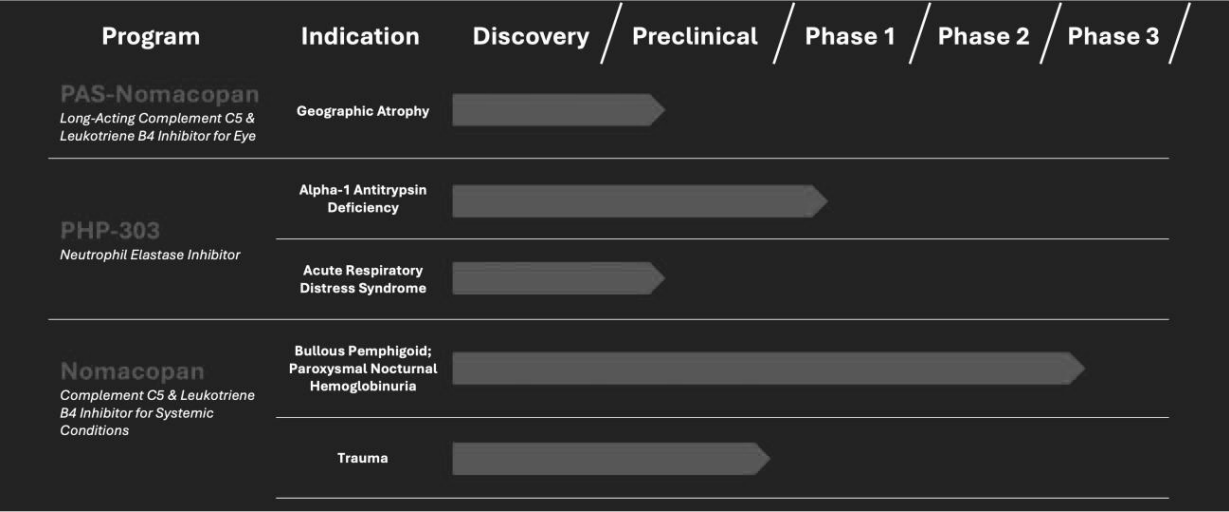 Program Indication Discovery Preclinical Phase 1 Phase 2 Phase 3
PAS-Nomacopan
Long-Acting Complement C5 &
Leukotriene B4 Inhibitor for Eye
Geographic Atrophy
PHP-303
Neutrophil Elastase Inhibitor
Alpha-1 Antitrypsin
Deficiency
Acute Respiratory
Distress Syndrome
Nomacopan
Complement C5 & Leukotriene
B4 Inhibitor for Systemic
Conditions
Bullous Pemphigoid;
Paroxysmal Nocturnal
Hemoglobinuria
Trauma